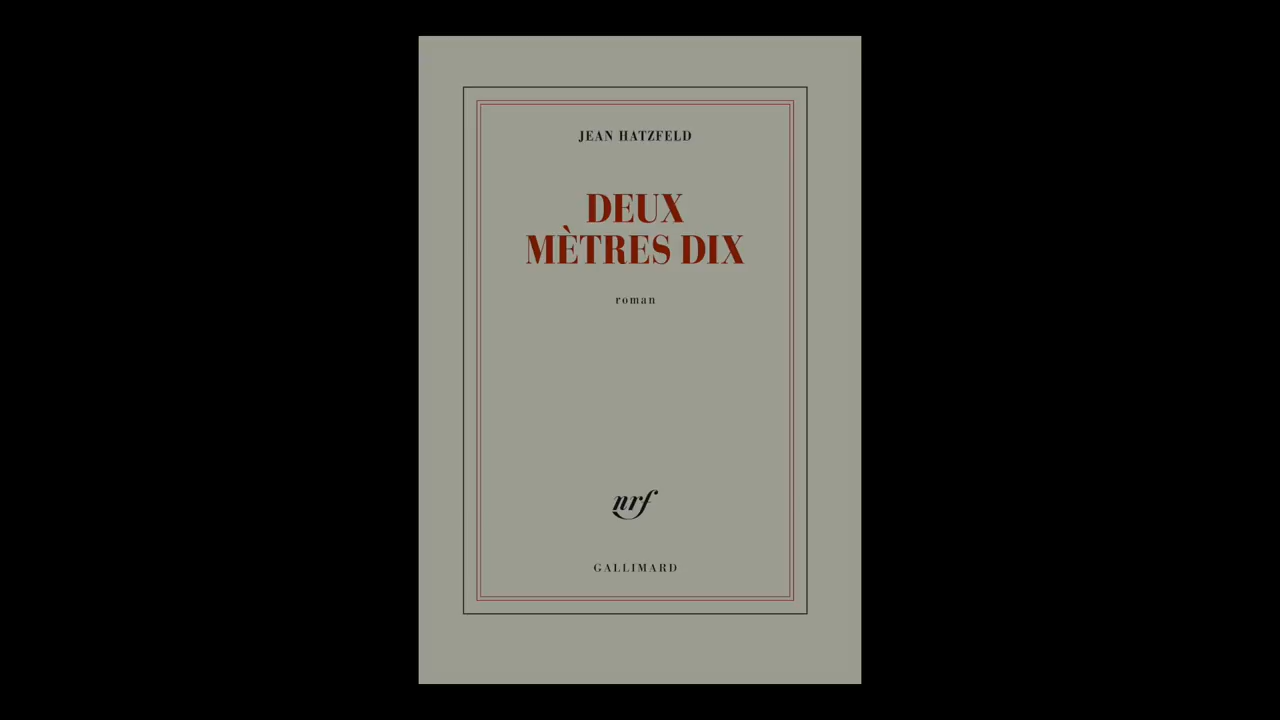 JEAN HATZFELD
DEUX
MÈTRES DIX
roman
nrf
GALLIMARD